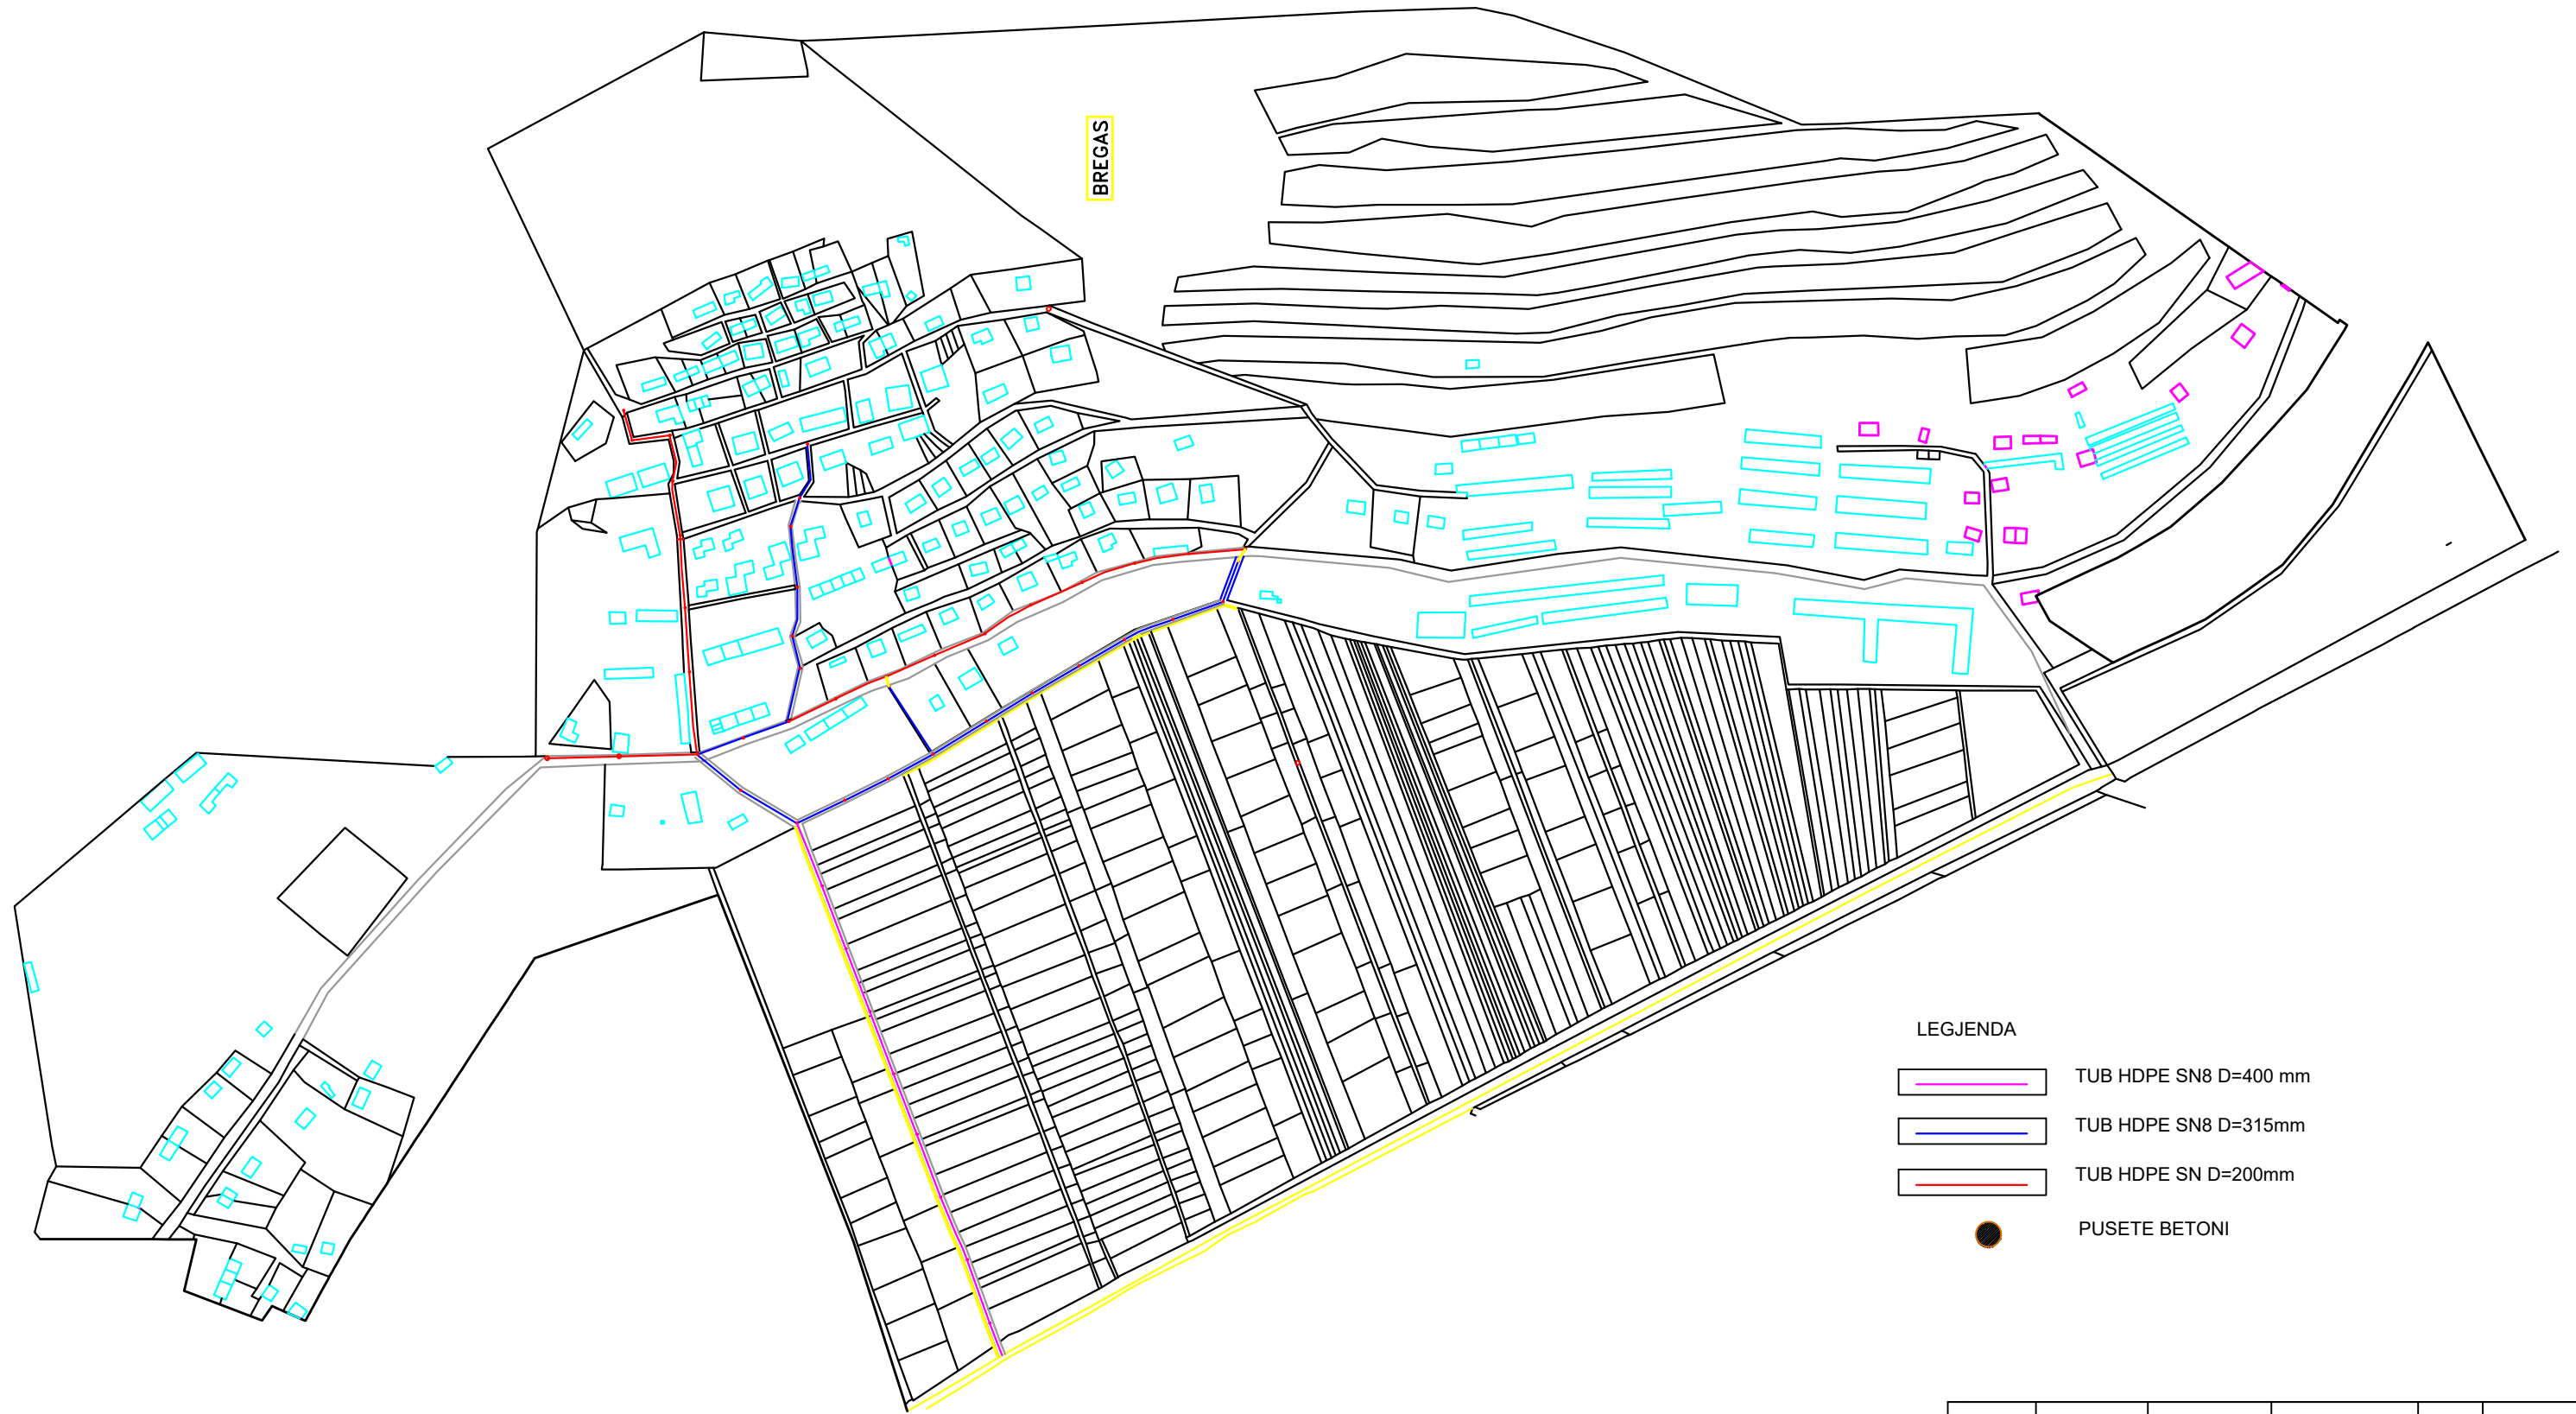 BREGAS
LEGJENDA
TUB HDPE SN8 D=400 mm
TUB HDPE SN8 D=315mm
TUB HDPE SN D=200mm
PUSETE BETONI